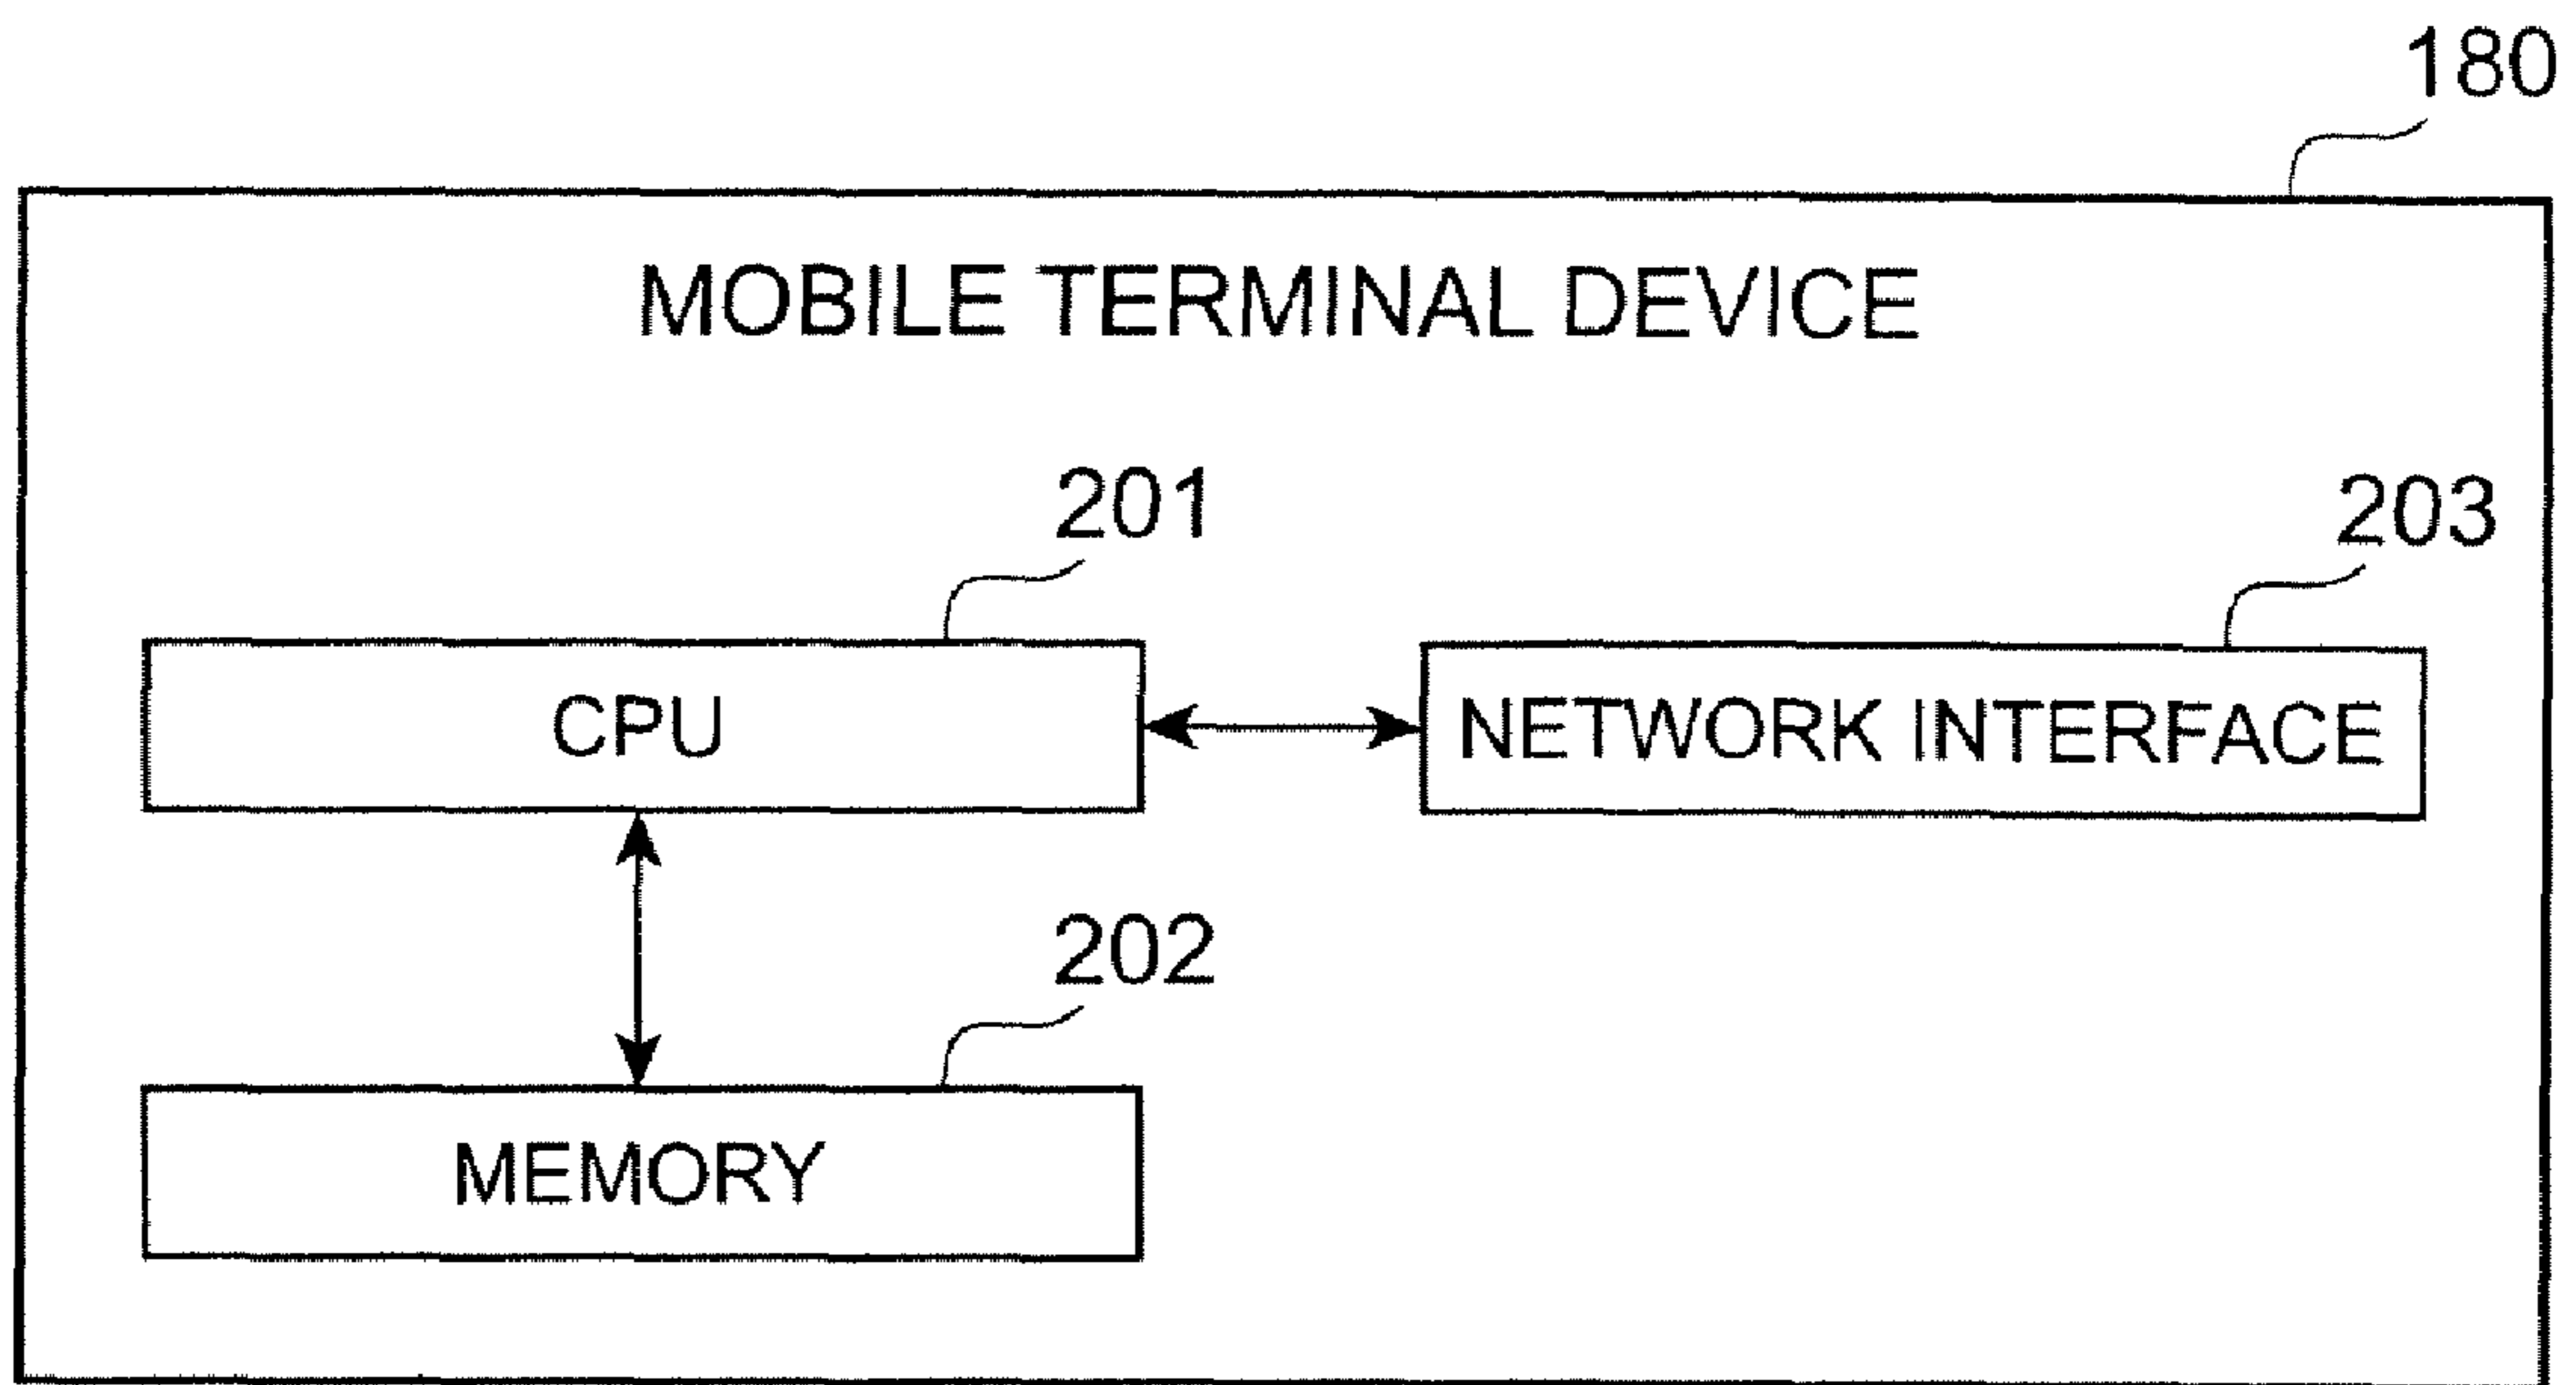 180
MOBILE TERMINAL DEVICE
201
203
CPU
NETWORK INTERFACE
202
MEMORY